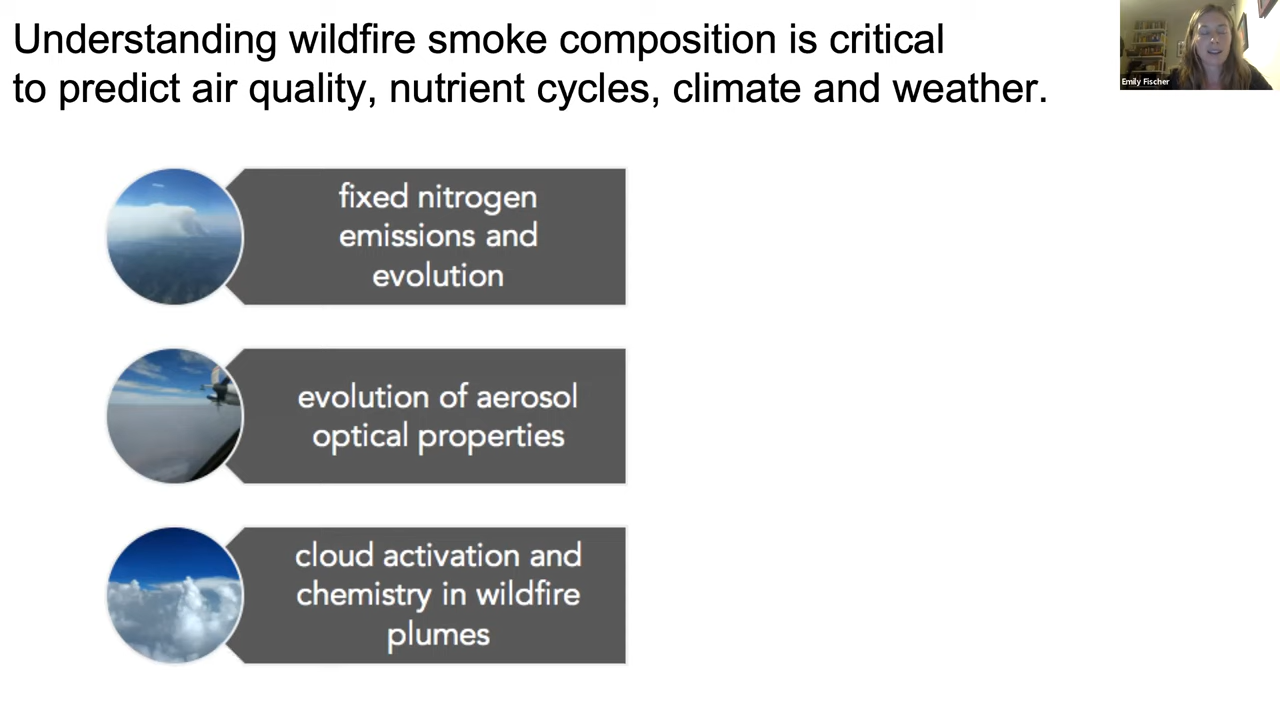 Understanding wildfire smoke composition is critical
to predict air quality, nutrient cycles, climate and weather.
Emily Fischer
fixed nitrogen
emissions and
evolution
evolution of aerosol
optical properties
cloud activation and
chemistry in wildfire
plumes